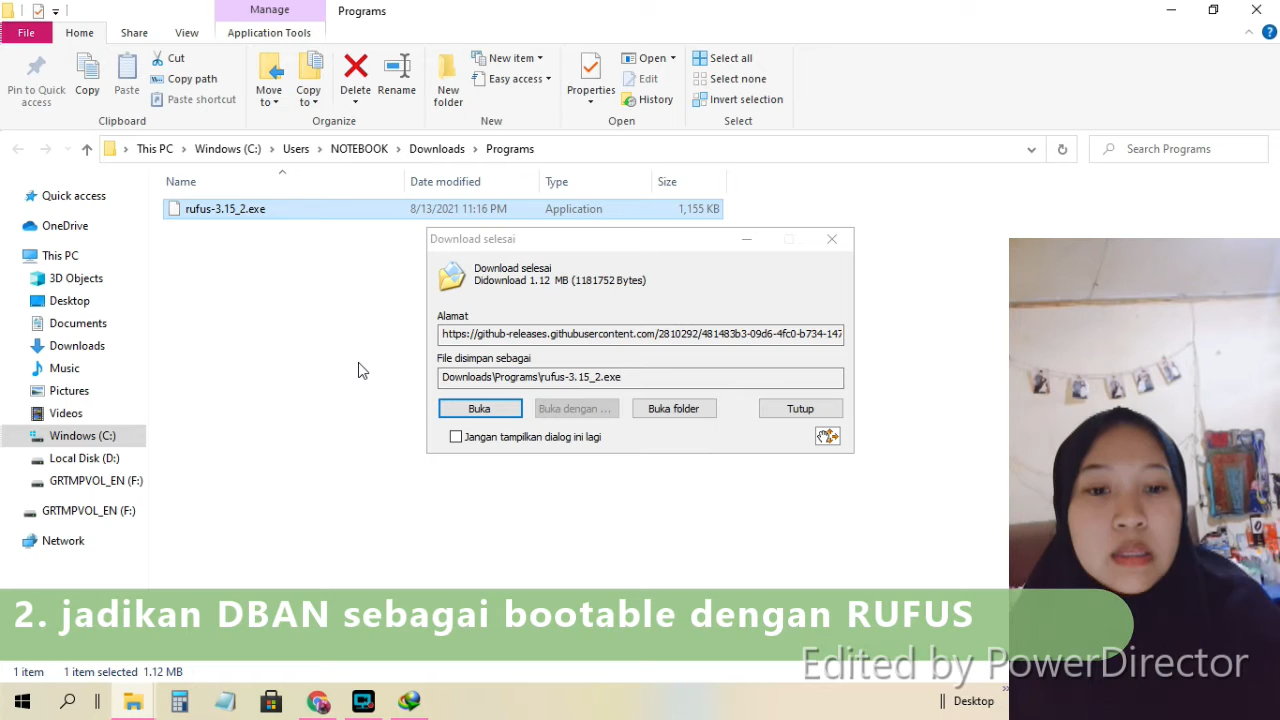 Manage
Programs
File
Home
Share
View
Application Tools
Pin to Quick access
Copy
Paste
Cut
Copy path
Paste shortcut
Clipboard
Move to
Copy to
Delete
Rename
Organize
New folder
New item
Easy access
New
Properties
Open
Edit
History
Open
Select all
Select none
Invert selection
Select
This PC > Windows (C:) > Users > NOTEBOOK > Downloads > Programs
Search Programs
Name
Date modified
Type
Size
rufus-3.15_2.exe
8/13/2021 11:16 PM
Application
1,155 KB
Quick access
OneDrive
This PC
3D Objects
Desktop
Documents
Downloads
Music
Pictures
Videos
Windows (C:)
Local Disk (D:)
GRTMPVOL_EN (F:)
GRTMPVOL_EN (F:)
Network
Download selesai
Download selesai
Didownload 1.12 MB (1181752 Bytes)
Alamat
https://github-releases.githubusercontent.com/2810292/481483b3-09d6-4fc0-b734-147
File disimpan sebagai
Downloads\Programs\rufus-3.15_2.exe
Buka
Buka dengan ...
Buka folder
Tutup
Jangan tampilkan dialog ini lagi
2. jadikan DBAN sebagai bootable dengan RUFUS
Edited by PowerDirector
1 item
1 item selected 1.12 MB
Desktop